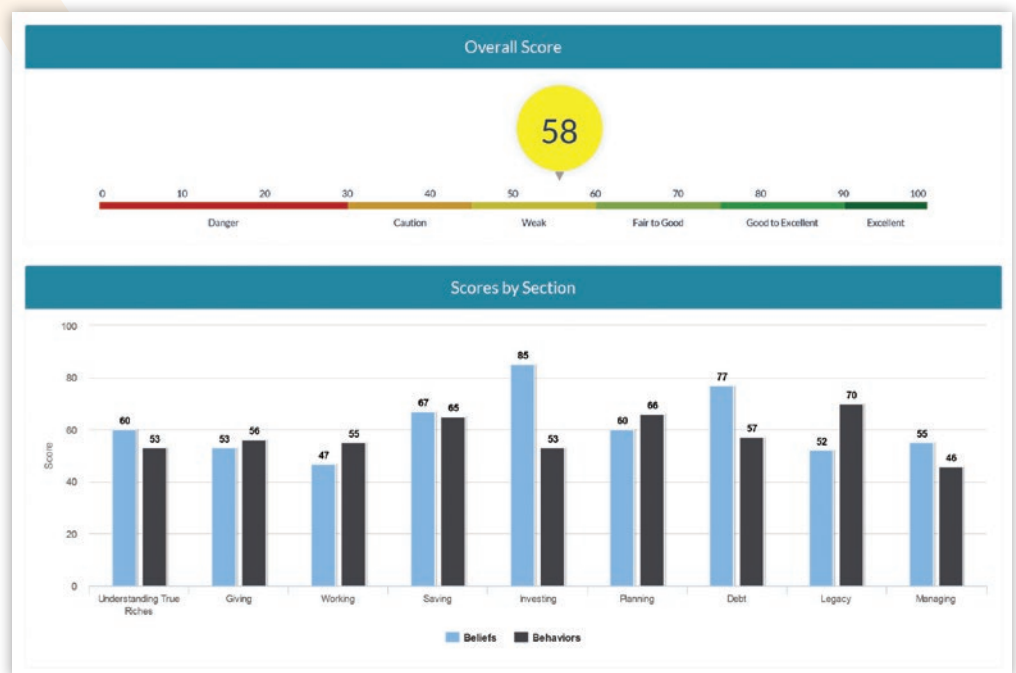 Overall Score
58
0 10 20 30 40 50 60 70 80 90 100
Danger Caution Weak Fair to Good Good to Excellent Excellent
Scores by Section
100
80
60
40
20
0
Score
60 53 53 56 47 55 67 65 85 53 60 66 77 57 52 70 55 46
Understanding True Giving Working Saving Investing Planning Debt Legacy Managing
Riches
Beliefs Behaviors